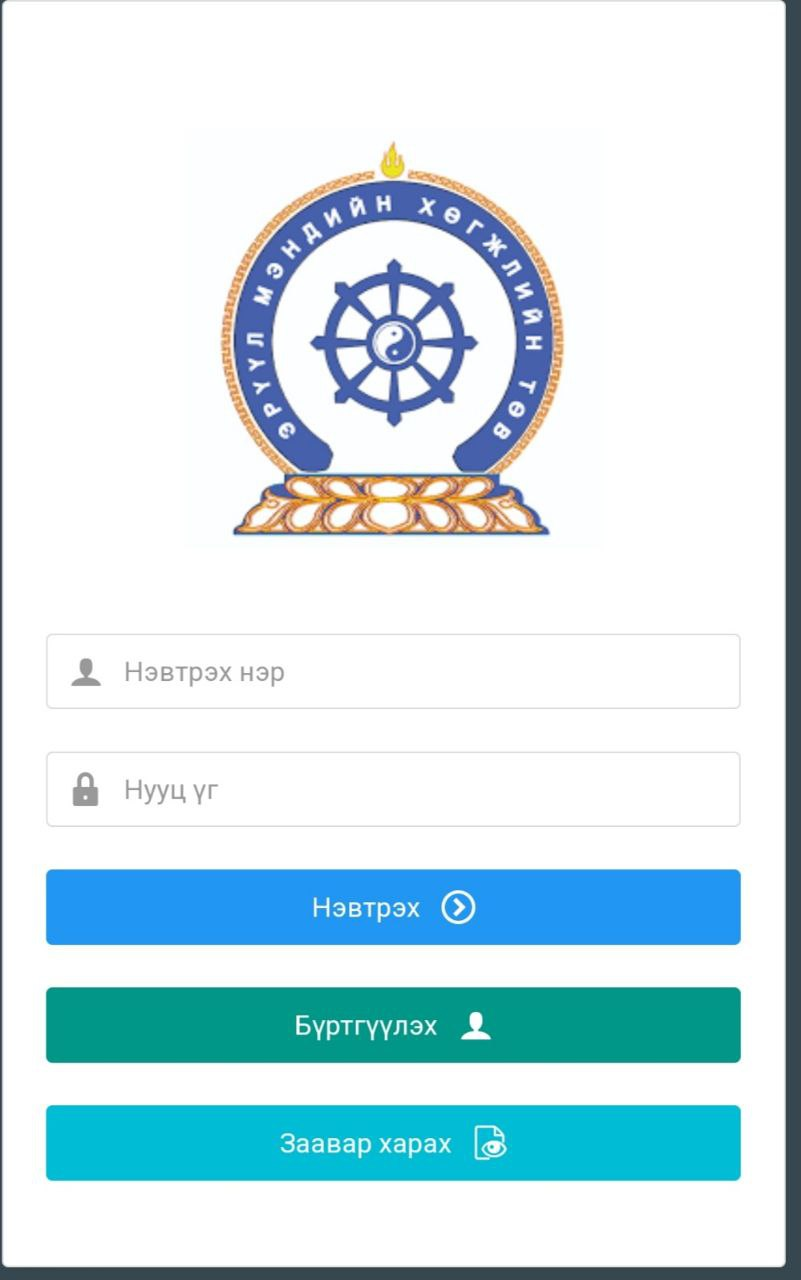 ЭРҮҮЛ МЭНДИЙН ХӨГЖЛИЙН ТӨВ
Нэвтрэх нэр
Нууц үг
Нэвтрэх
Бүртгүүлэх
Заавар харах